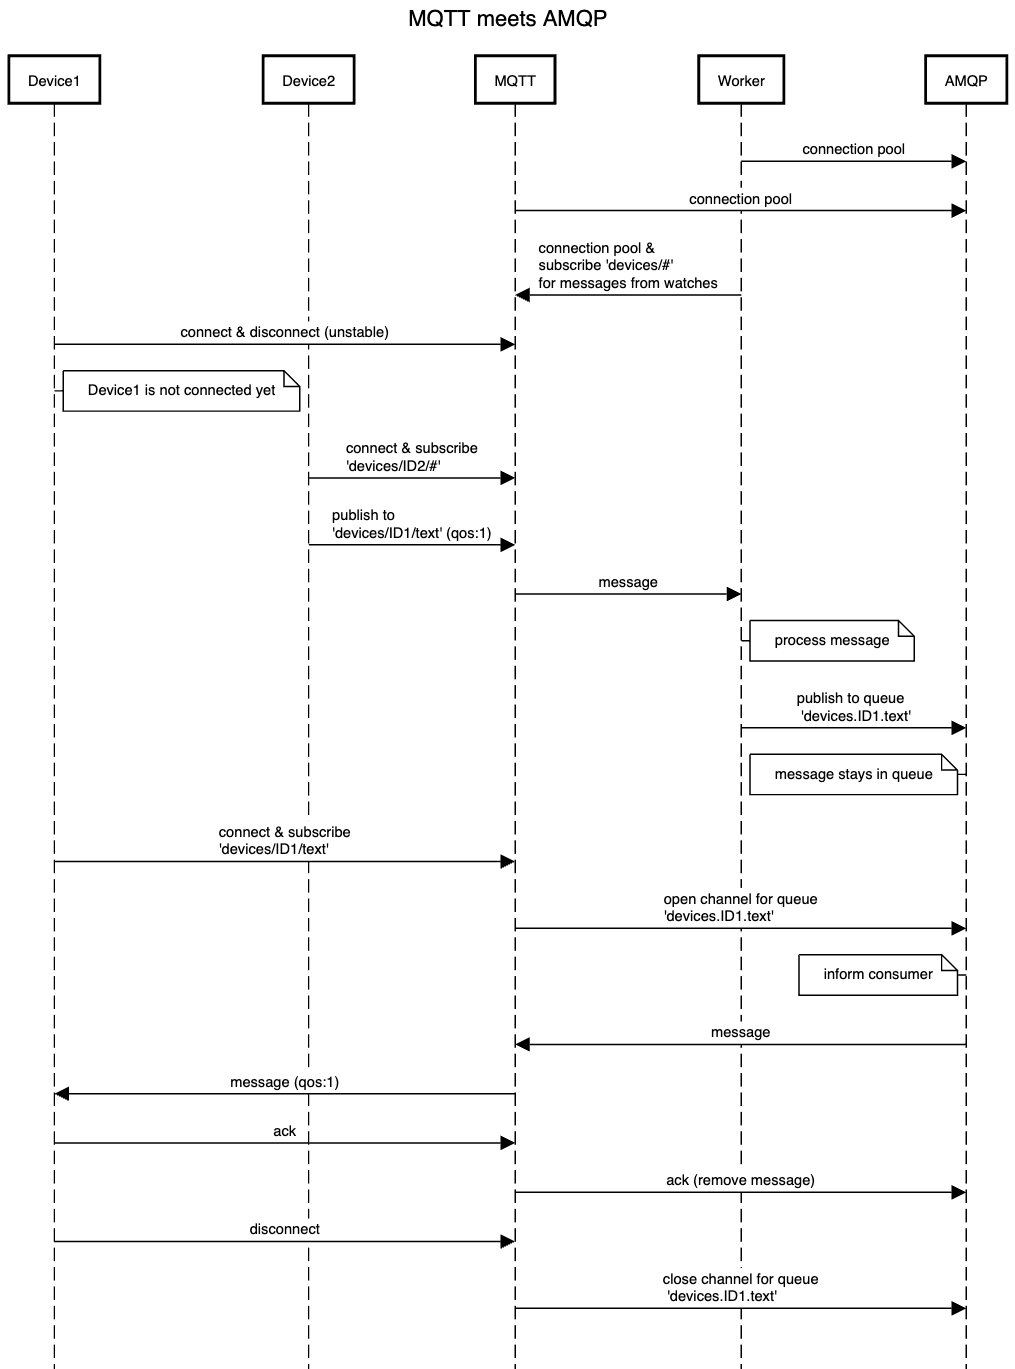 MQTT meets AMQP
Device1
Device2
MQTT
Worker
AMQP
connection pool
connection pool
connection pool &
subscribe 'devices/#'
for messages from watches
connect & disconnect (unstable)
Device1 is not connected yet
connect & subscribe
'devices/ID2/#'
publish to
'devices/ID1/text' (qos:1)
message
process message
publish to queue
'devices.ID1.text'
message stays in queue
connect & subscribe
'devices/ID1/text'
open channel for queue
'devices.ID1.text'
inform consumer
message
message (qos:1)
ack
ack (remove message)
disconnect
close channel for queue
'devices.ID1.text'